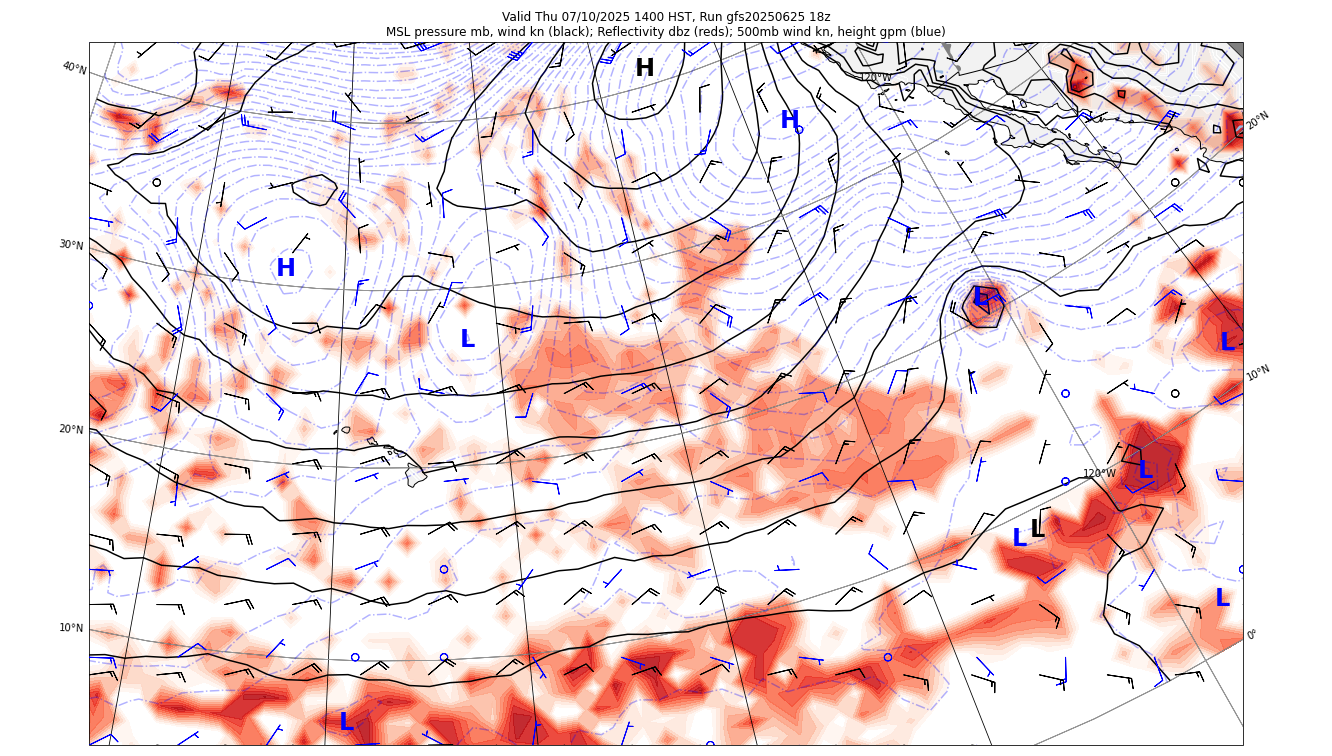 Valid Thu 07/10/2025 1400 HST, Run gfs20250625 18z
MSL pressure mb, wind kn (black); Reflectivity dbz (reds); 500mb wind kn, height gpm (blue)
40°N
H
120°W
H
20°N
30°N
H
L
L
L
10°N
20°N
120°W
L
L
L
L
10°N
0°
L